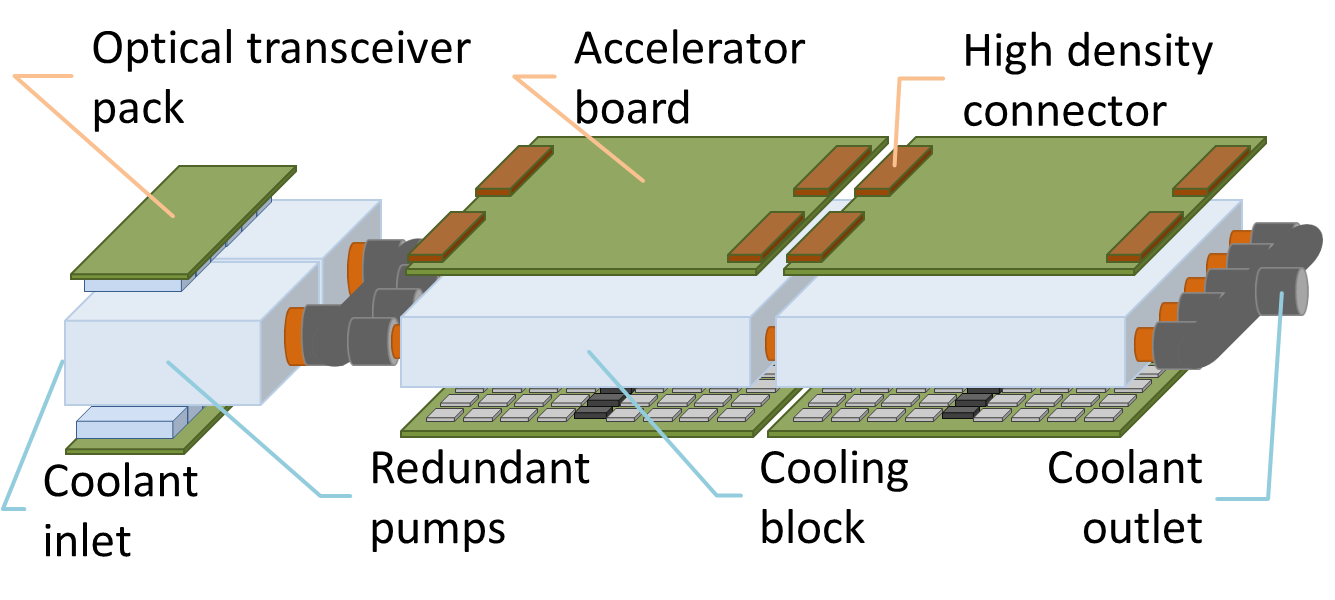 Optical transceiver
pack
Accelerator
board
High density
connector
Coolant
inlet
Redundant
pumps
Cooling
block
Coolant
outlet